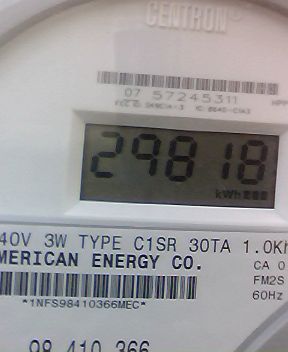 CENTRON
07 57245311
29818
kWh
40V 3W TYPE C1SR 30TA 1.0Kh
MERICAN ENERGY CO.
CA 0
FM2S
60Hz
*1NFS98410366MEC*
98 410 366